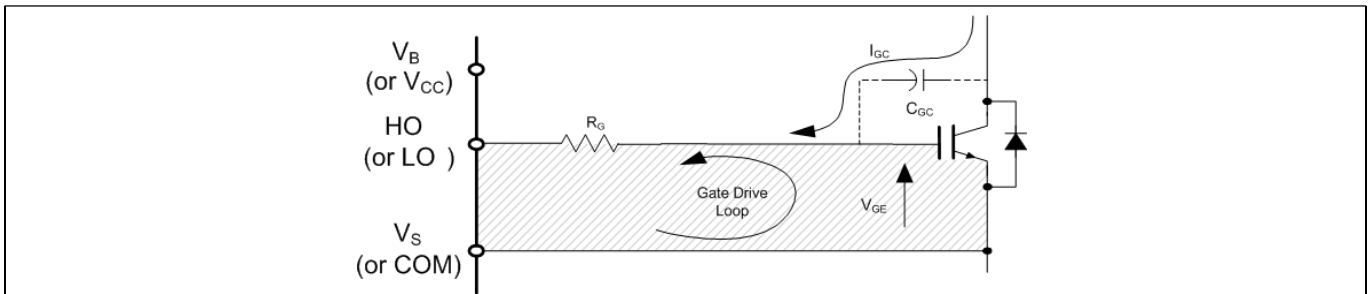 V_B
(or V_CC)
HO
(or LO )
V_S
(or COM)
R_G
I_GC
C_GC
Gate Drive
Loop
V_GE